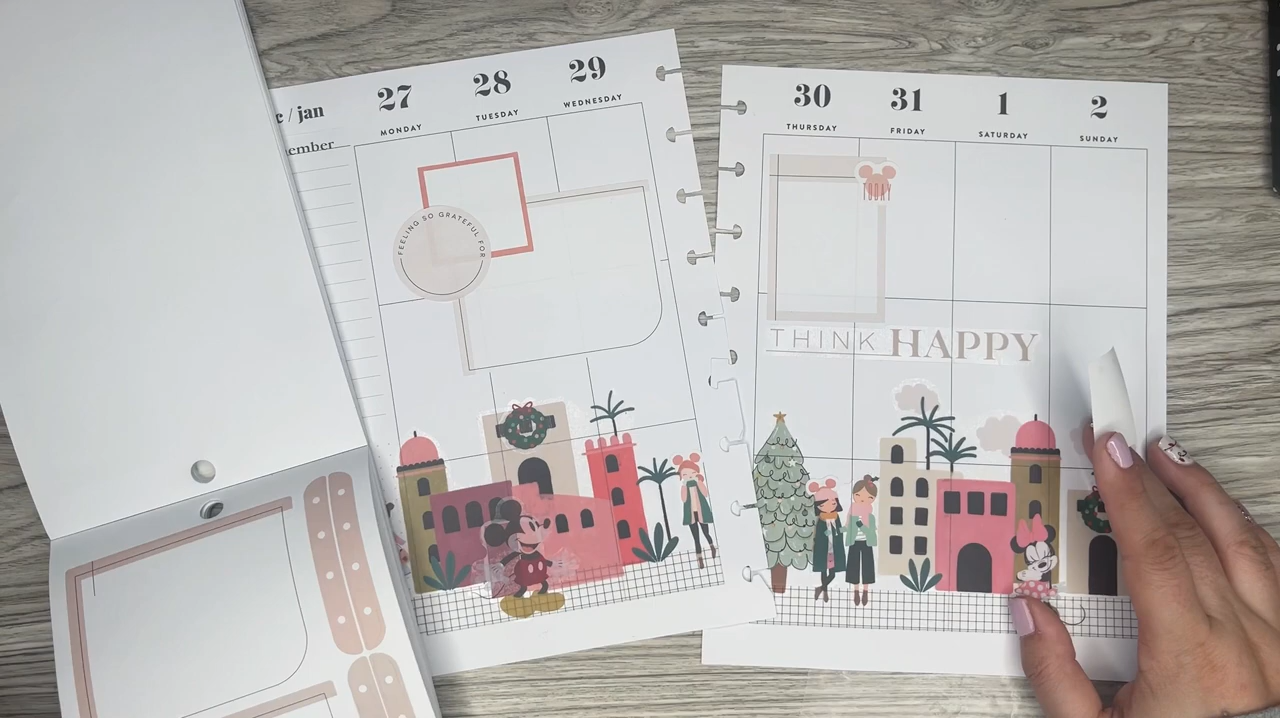 c / jan
ember
27 28 29
MONDAY TUESDAY WEDNESDAY
FEELING SO GRATEFUL FOR
30 31 1 2
THURSDAY FRIDAY SATURDAY SUNDAY
TODAY
THINK HAPPY